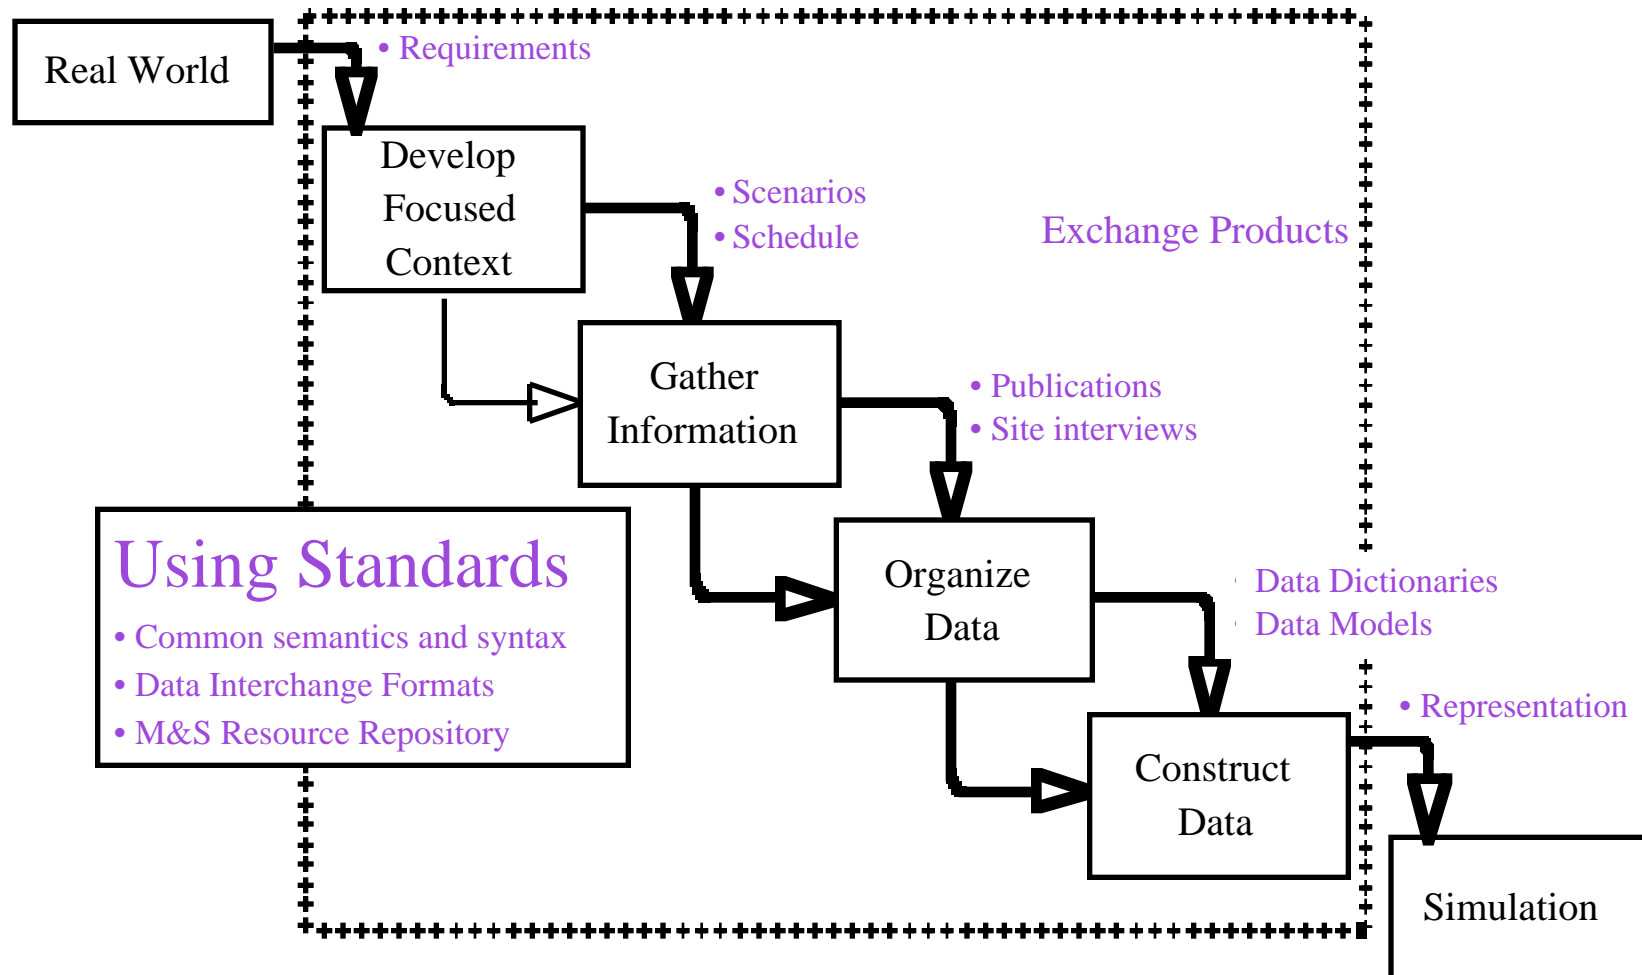 Real World
• Requirements
Develop
Focused
Context
• Scenarios
• Schedule
Exchange Products
Gather
Information
• Publications
• Site interviews
Using Standards
• Common semantics and syntax
• Data Interchange Formats
• M&S Resource Repository
Organize
Data
Data Dictionaries
Data Models
• Representation
Construct
Data
Simulation